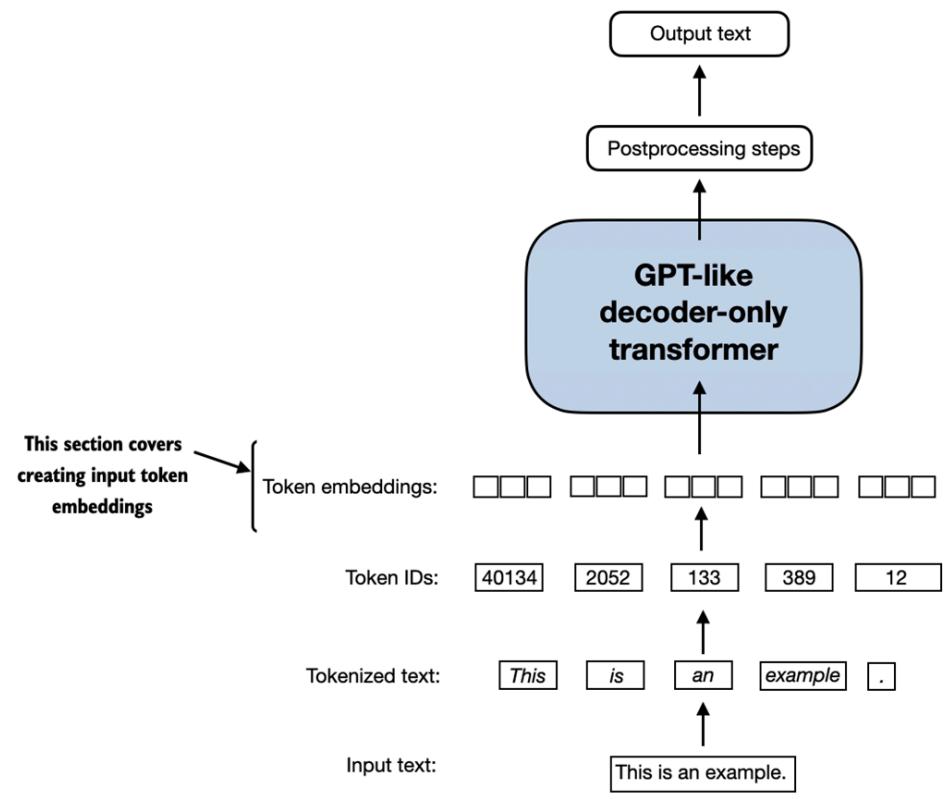 Output text
Postprocessing steps
GPT-like
decoder-only
transformer
This section covers
creating input token
embeddings
Token embeddings:
Token IDs: 40134 2052 133 389 12
Tokenized text: This is an example .
Input text: This is an example.